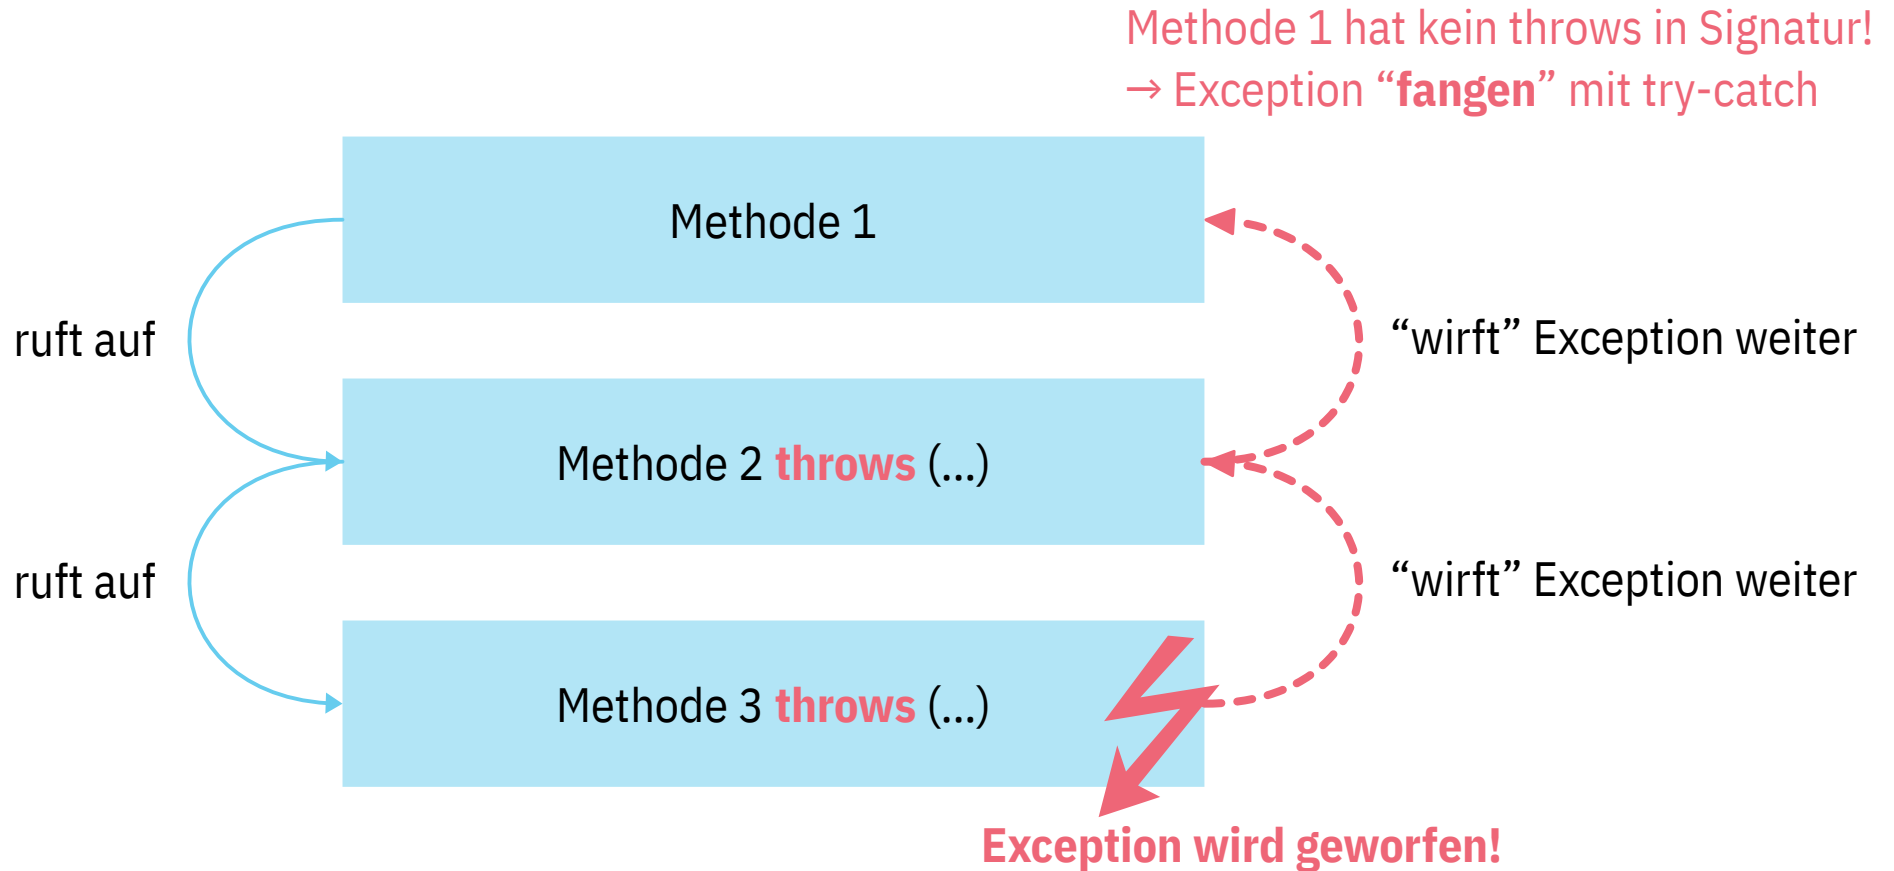 Methode 1 hat kein throws in Signatur!
→ Exception “fangen” mit try-catch
Methode 1
ruft auf
“wirft” Exception weiter
Methode 2 throws (...)
ruft auf
“wirft” Exception weiter
Methode 3 throws (...)
Exception wird geworfen!